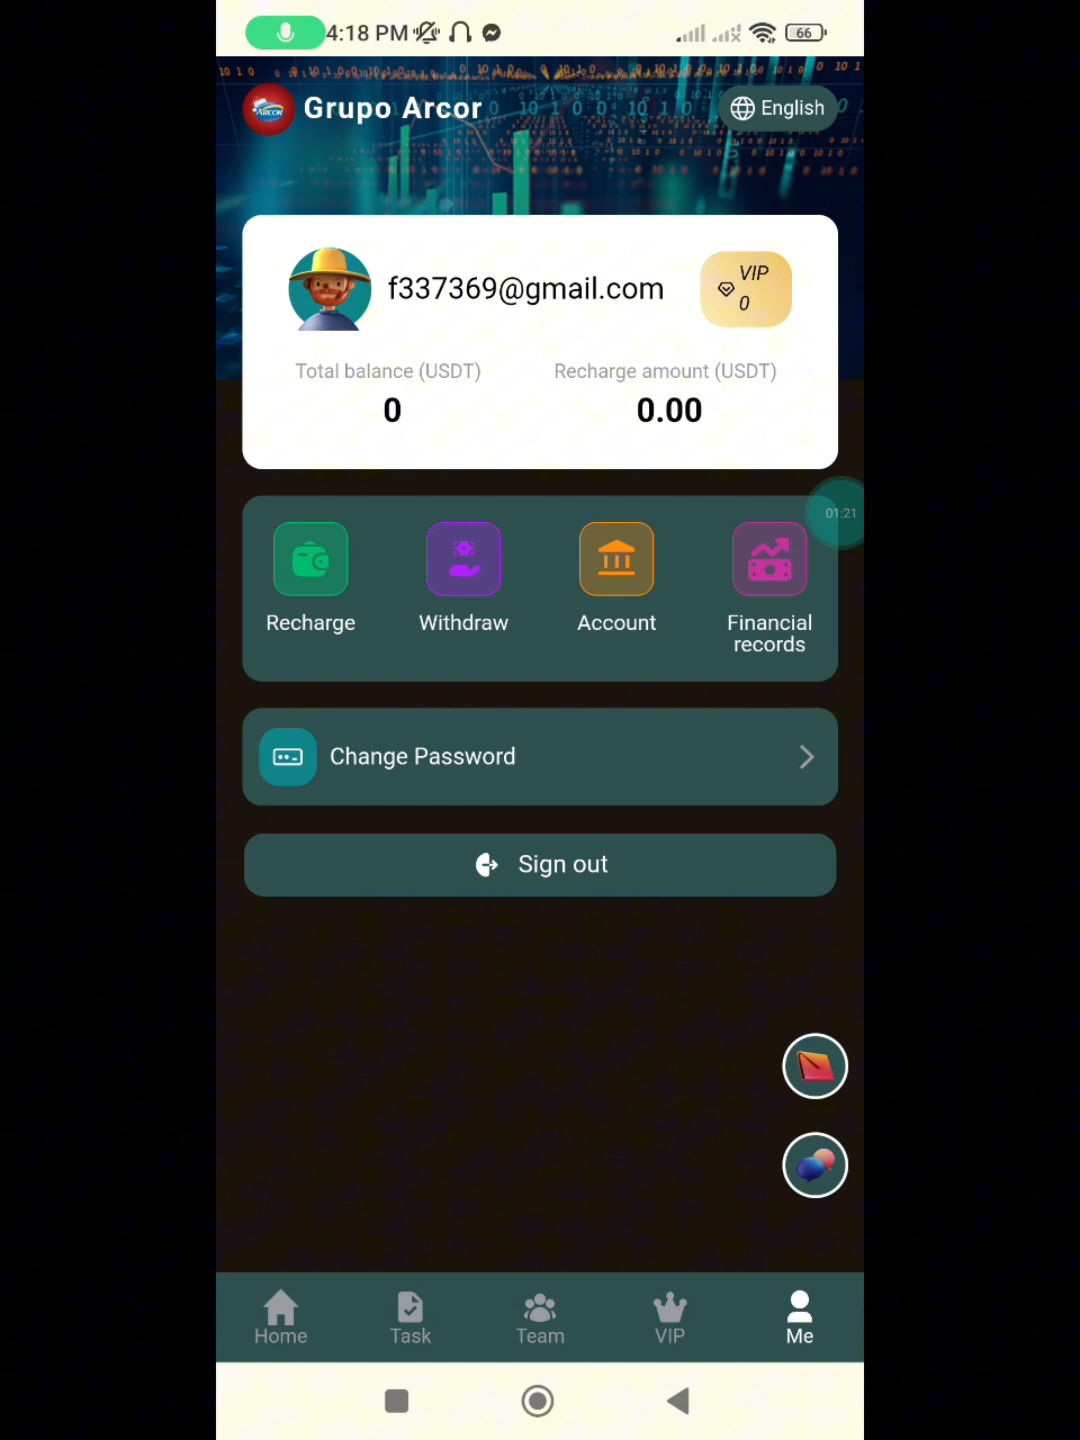 4:18 PM
66
ARCOR
Grupo Arcor
English
f337369@gmail.com
VIP
0
Total balance (USDT)
Recharge amount (USDT)
0
0.00
01:21
Recharge
Withdraw
Account
Financial
records
Change Password
Sign out
Home
Task
Team
VIP
Me